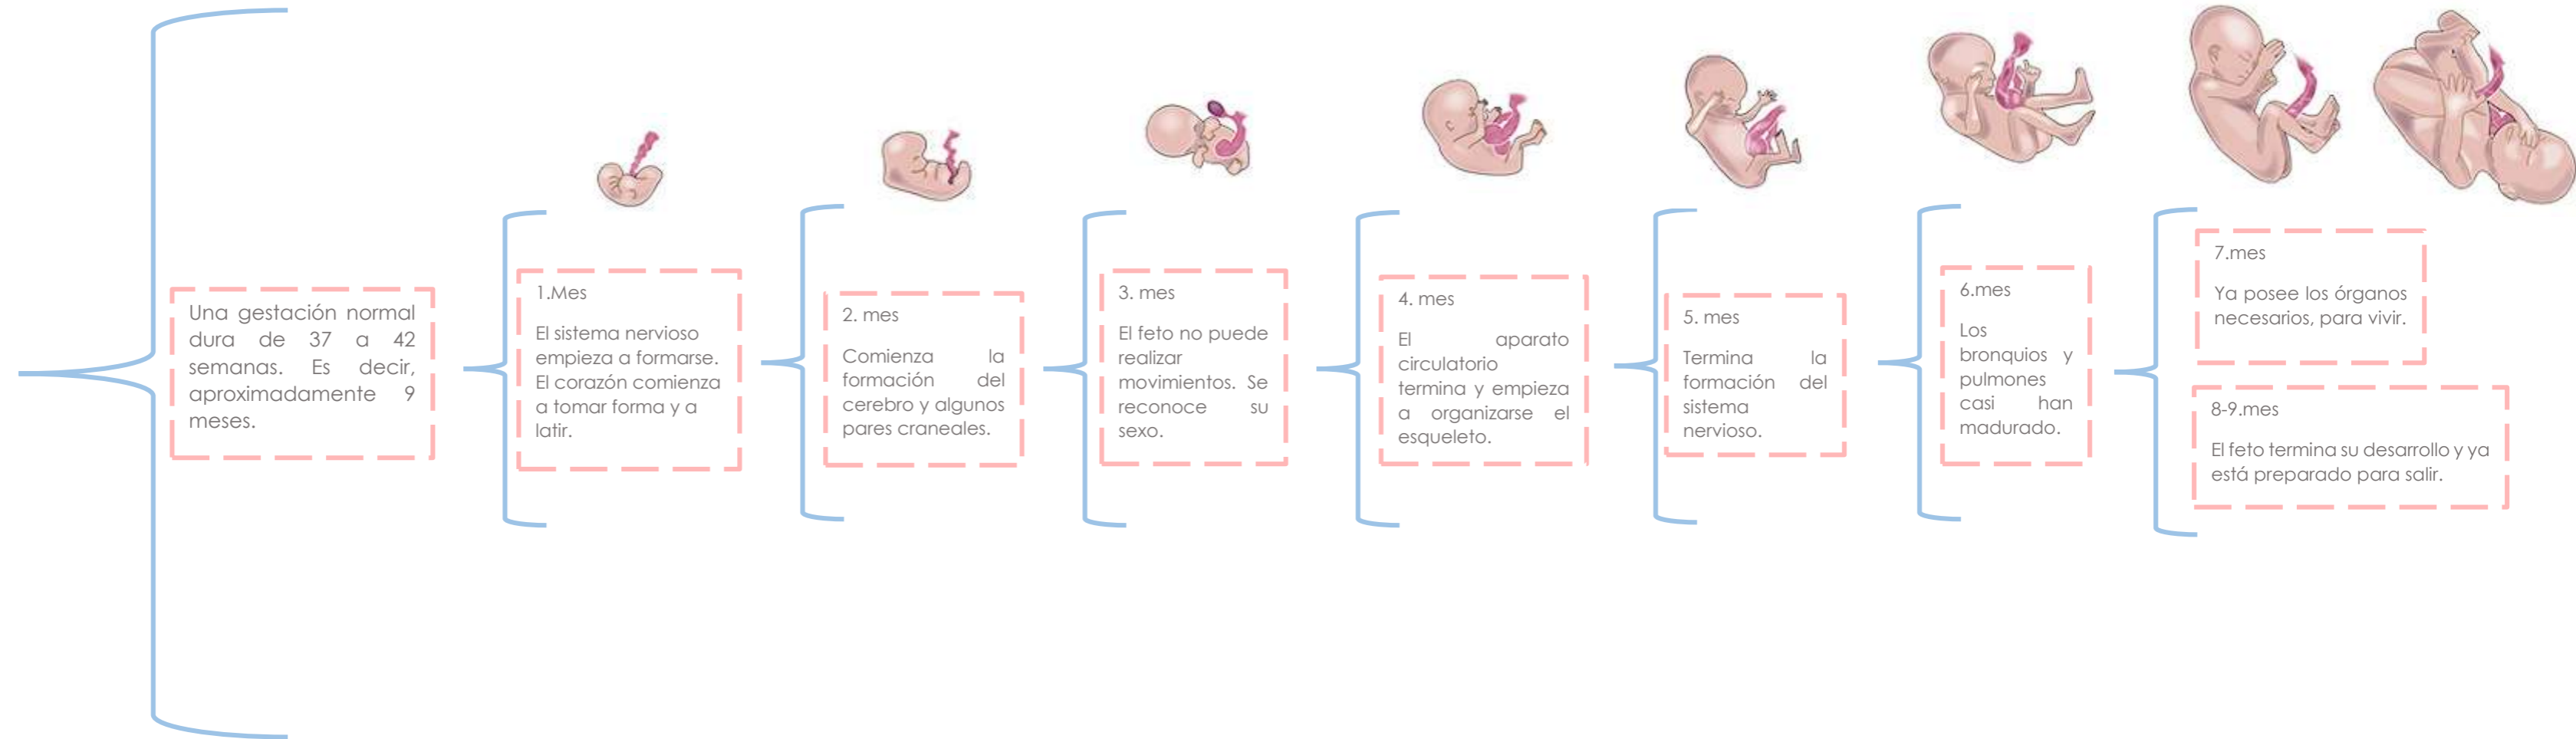 Una gestación normal
dura de 37 a 42
semanas. Es decir,
aproximadamente 9
meses.
1.Mes
El sistema nervioso
empieza a formarse.
El corazón comienza
a tomar forma y a
latir.
2. mes
Comienza la
formación del
cerebro y algunos
pares craneales.
3. mes
El feto no puede
realizar
movimientos. Se
reconoce su
sexo.
4. mes
El aparato
circulatorio
termina y empieza
a organizarse el
esqueleto.
5. mes
Termina la
formación del
sistema
nervioso.
6.mes
Los
bronquios y
pulmones
casi han
madurado.
7.mes
Ya posee los órganos
necesarios, para vivir.
8-9.mes
El feto termina su desarrollo y ya
está preparado para salir.